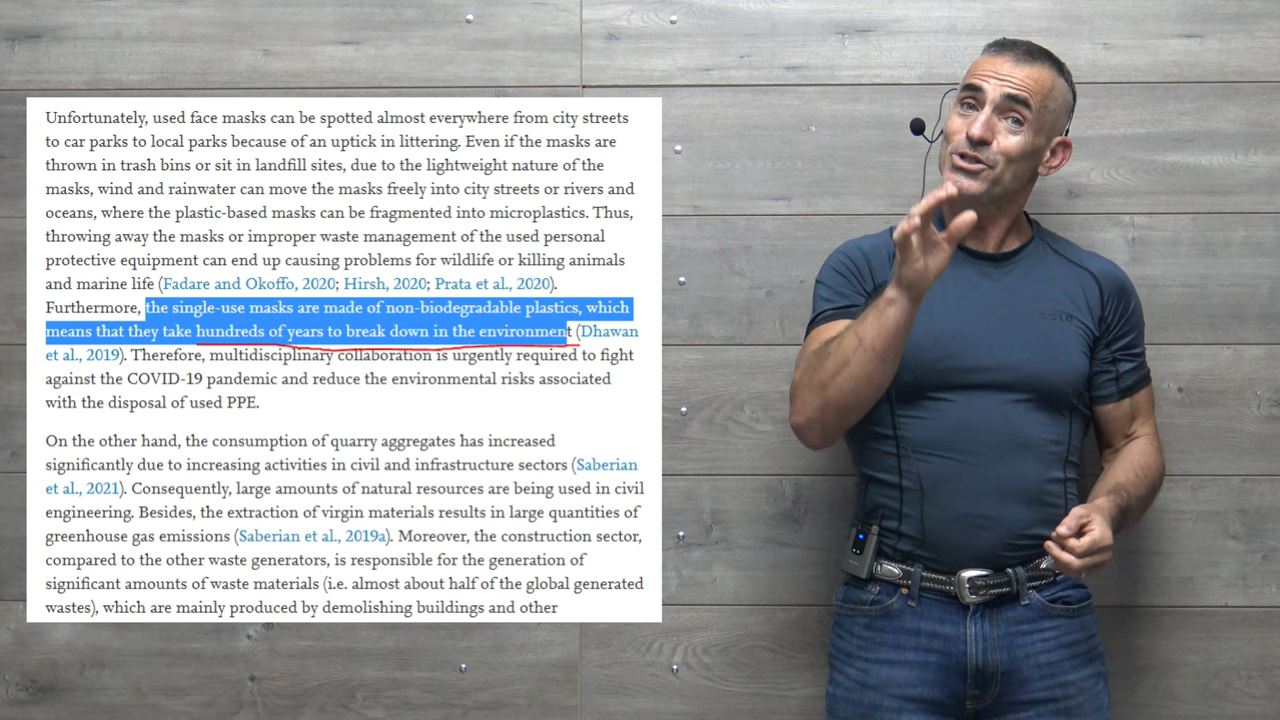 Unfortunately, used face masks can be spotted almost everywhere from city streets
to car parks to local parks because of an uptick in littering. Even if the masks are
thrown in trash bins or sit in landfill sites, due to the lightweight nature of the
masks, wind and rainwater can move the masks freely into city streets or rivers and
oceans, where the plastic-based masks can be fragmented into microplastics. Thus,
throwing away the masks or improper waste management of the used personal
protective equipment can end up causing problems for wildlife or killing animals
and marine life (Fadare and Okoffo, 2020; Hirsh, 2020; Prata et al., 2020).
Furthermore, the single-use masks are made of non-biodegradable plastics, which
means that they take hundreds of years to break down in the environment (Dhawan
et al., 2019). Therefore, multidisciplinary collaboration is urgently required to fight
against the COVID-19 pandemic and reduce the environmental risks associated
with the disposal of used PPE.
On the other hand, the consumption of quarry aggregates has increased
significantly due to increasing activities in civil and infrastructure sectors (Saberian
et al., 2021). Consequently, large amounts of natural resources are being used in civil
engineering. Besides, the extraction of virgin materials results in large quantities of
greenhouse gas emissions (Saberian et al., 2019a). Moreover, the construction sector,
compared to the other waste generators, is responsible for the generation of
significant amounts of waste materials (i.e. almost about half of the global generated
wastes), which are mainly produced by demolishing buildings and other